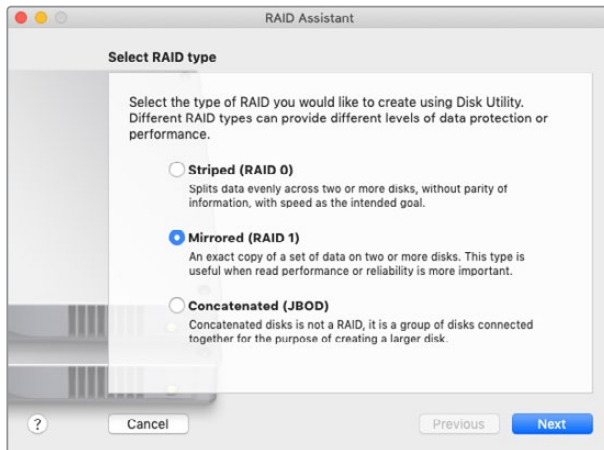 RAID Assistant
Select RAID type
Select the type of RAID you would like to create using Disk Utility.
Different RAID types can provide different levels of data protection or
performance.
Striped (RAID 0)
Splits data evenly across two or more disks, without parity of
information, with speed as the intended goal.
Mirrored (RAID 1)
An exact copy of a set of data on two or more disks. This type is
useful when read performance or reliability is more important.
Concatenated (JBOD)
Concatenated disks is not a RAID, it is a group of disks connected
together for the purpose of creating a larger disk.
?
Cancel
Previous
Next